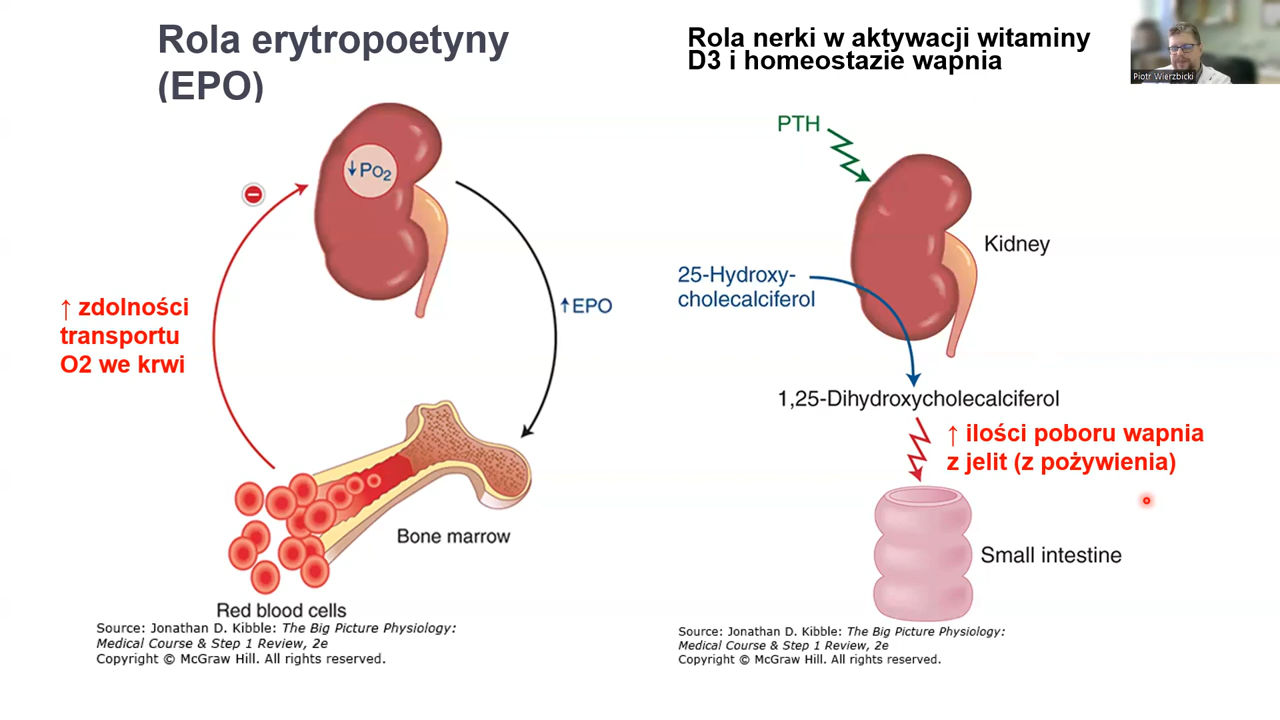 Rola erytropoetyny
(EPO)
↓PO2
↑ zdolności
transportu
O2 we krwi
↑EPO
Bone marrow
Red blood cells
Source: Jonathan D. Kibble: The Big Picture Physiology:
Medical Course & Step 1 Review, 2e
Copyright © McGraw Hill. All rights reserved.
Rola nerki w aktywacji witaminy
D3 i homeostazie wapnia
Piotr Wierzbicki
PTH
Kidney
25-Hydroxy-
cholecalciferol
1,25-Dihydroxycholecalciferol
↑ ilości poboru wapnia
z jelit (z pożywienia)
Small intestine
Source: Jonathan D. Kibble: The Big Picture Physiology:
Medical Course & Step 1 Review, 2e
Copyright © McGraw Hill. All rights reserved.